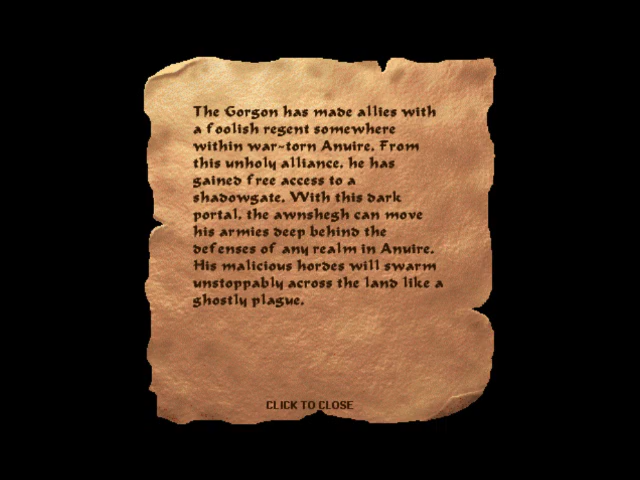 The Gorgon has made allies with
a foolish regent somewhere
within war-torn Anuire. From
this unholy alliance, he has
gained free access to a
shadowgate. With this dark
portal, the awnshegh can move
his armies deep behind the
defenses of any realm in Anuire.
His malicious hordes will swarm
unstoppably across the land like a
ghostly plague.
CLICK TO CLOSE